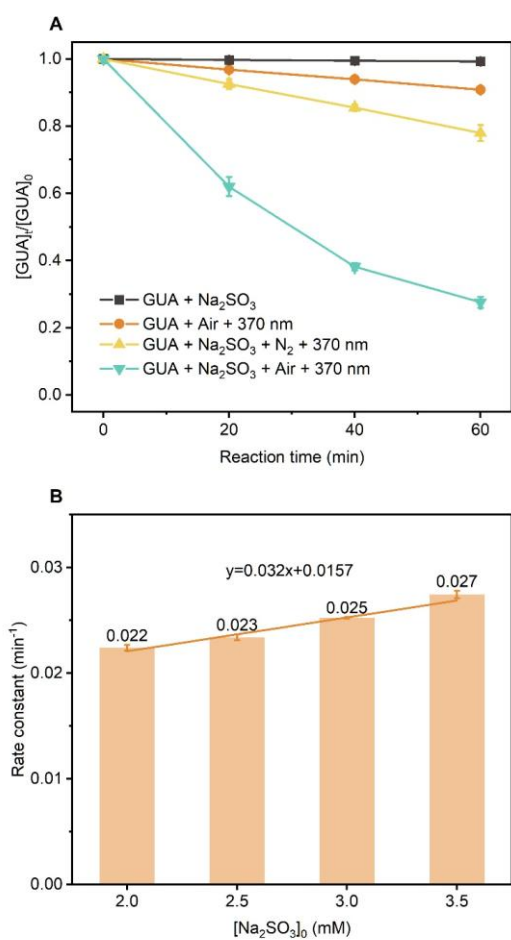 A
1.0
0.8
0.6
0.4
0.2
0.0
[GUA]ₜ/[GUA]₀
GUA + Na₂SO₃
GUA + Air + 370 nm
GUA + Na₂SO₃ + N₂ + 370 nm
GUA + Na₂SO₃ + Air + 370 nm
0 20 40 60
Reaction time (min)
B
0.03
0.02
0.01
0.00
Rate constant (min⁻¹)
y=0.032x+0.0157
0.022 0.023 0.025 0.027
2.0 2.5 3.0 3.5
[Na₂SO₃]₀ (mM)